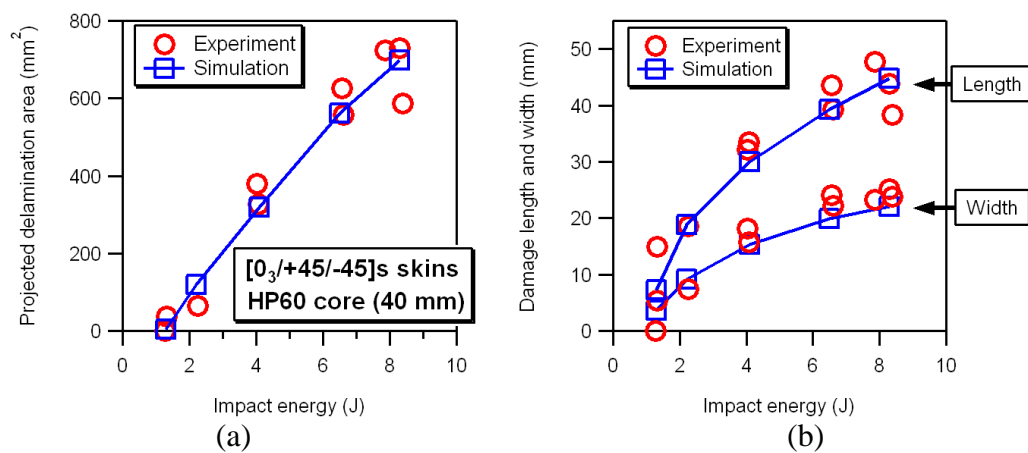 800
600
400
200
0
0
2
4
6
8
10
Projected delamination area (mm²)
Impact energy (J)
Experiment
Simulation
[0₃/+45/-45]s skins
HP60 core (40 mm)
(a)
50
40
30
20
10
0
0
2
4
6
8
10
Damage length and width (mm)
Impact energy (J)
Experiment
Simulation
Length
Width
(b)